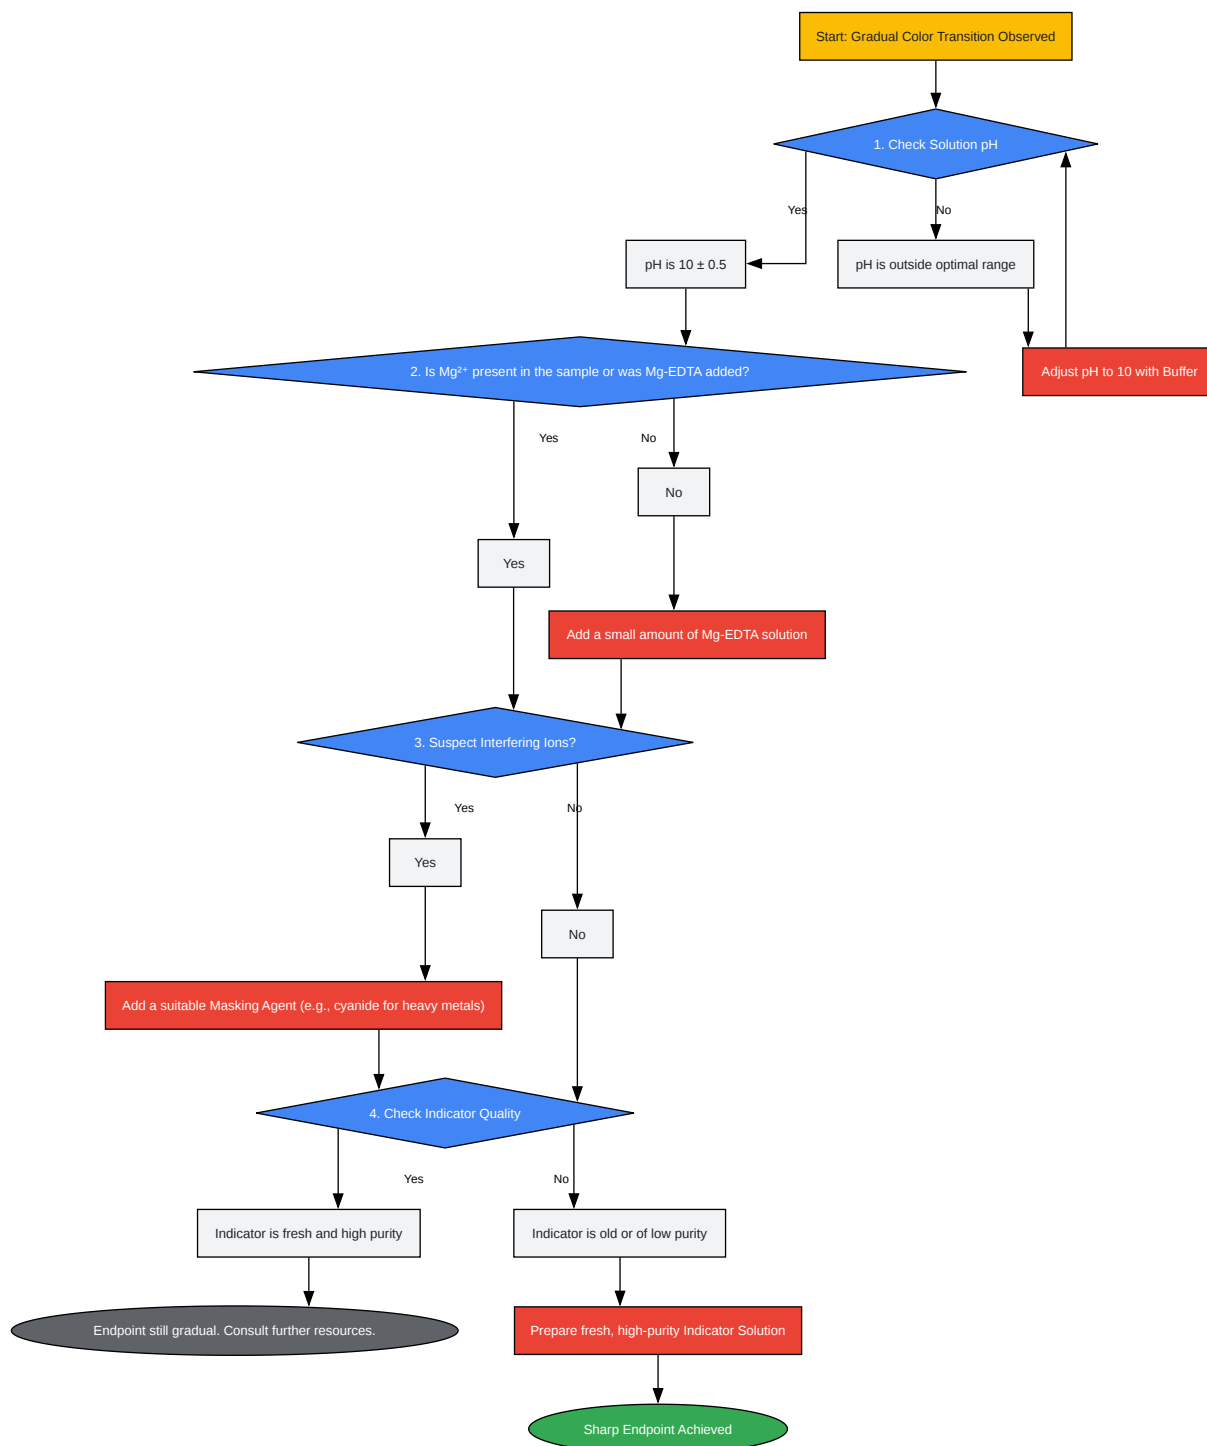 Start: Gradual Color Transition Observed
1. Check Solution pH
Yes
No
pH is 10 ± 0.5
pH is outside optimal range
2. Is Mg²⁺ present in the sample or was Mg-EDTA added?
Adjust pH to 10 with Buffer
Yes
No
No
Yes
Add a small amount of Mg-EDTA solution
3. Suspect Interfering Ions?
Yes
No
Yes
No
Add a suitable Masking Agent (e.g., cyanide for heavy metals)
4. Check Indicator Quality
Yes
No
Indicator is fresh and high purity
Indicator is old or of low purity
Endpoint still gradual. Consult further resources.
Prepare fresh, high-purity Indicator Solution
Sharp Endpoint Achieved